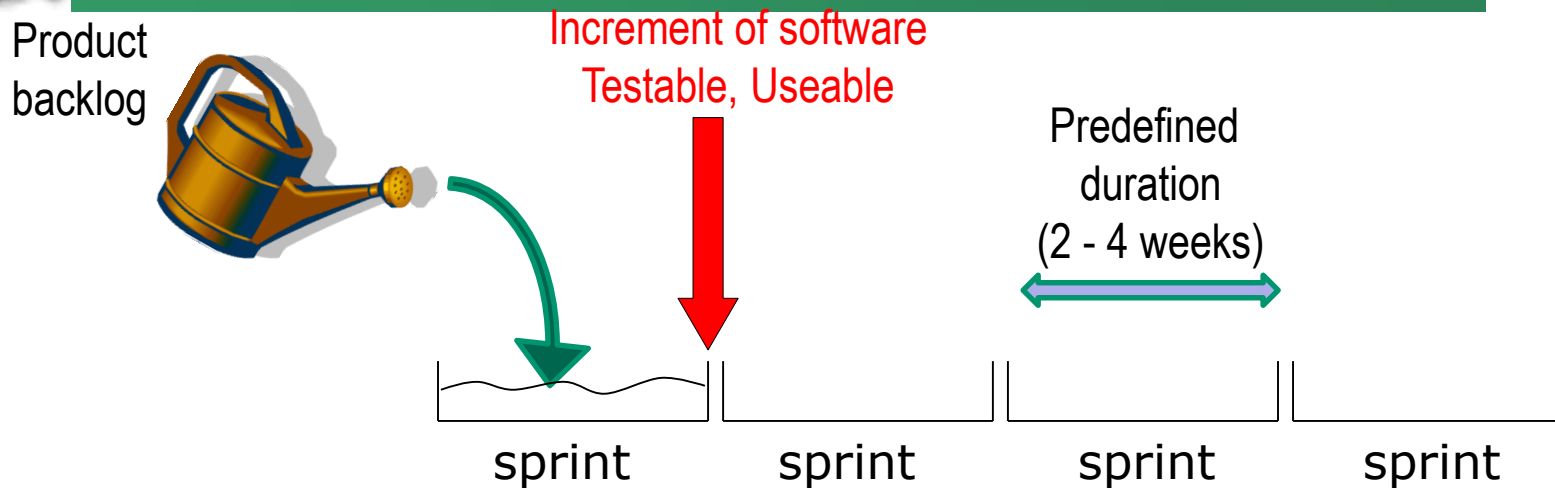 Product
backlog
Increment of software
Testable, Useable
Predefined
duration
(2 - 4 weeks)
sprint
sprint
sprint
sprint